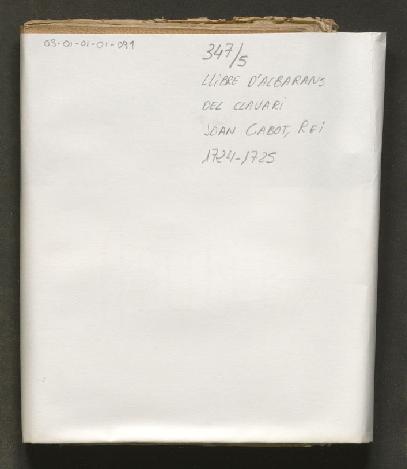 03-01-01-01-091
347/5
LLIBRE D'ALBARANS
DEL CLAVARI
JOAN CABOT, REI
1724-1725